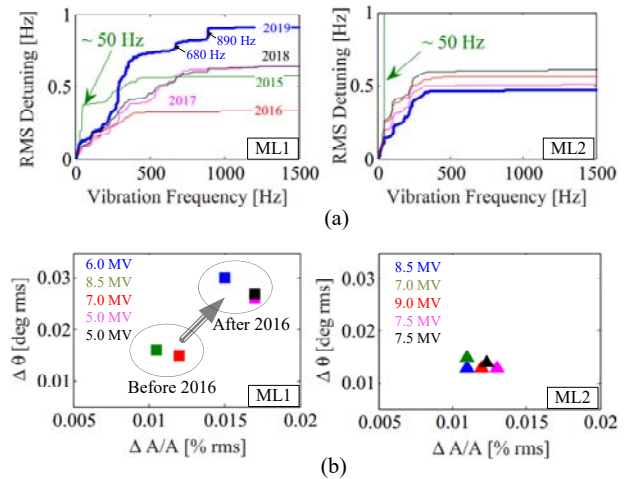 1
0.5
0
RMS Detuning [Hz]
~ 50 Hz
2019
890 Hz
680 Hz
2018
2015
2017
2016
ML1
0 500 1000 1500
Vibration Frequency [Hz]
1
0.5
0
RMS Detuning [Hz]
~ 50 Hz
ML2
0 500 1000 1500
Vibration Frequency [Hz]
(a)
Δ θ [deg rms]
0.03
0.02
0.01
6.0 MV
8.5 MV
7.0 MV
5.0 MV
5.0 MV
After 2016
Before 2016
ML1
0.005 0.01 0.015 0.02
Δ A/A [% rms]
Δ θ [deg rms]
0.03
0.02
0.01
8.5 MV
7.0 MV
9.0 MV
7.5 MV
7.5 MV
ML2
0.005 0.01 0.015 0.02
Δ A/A [% rms]
(b)